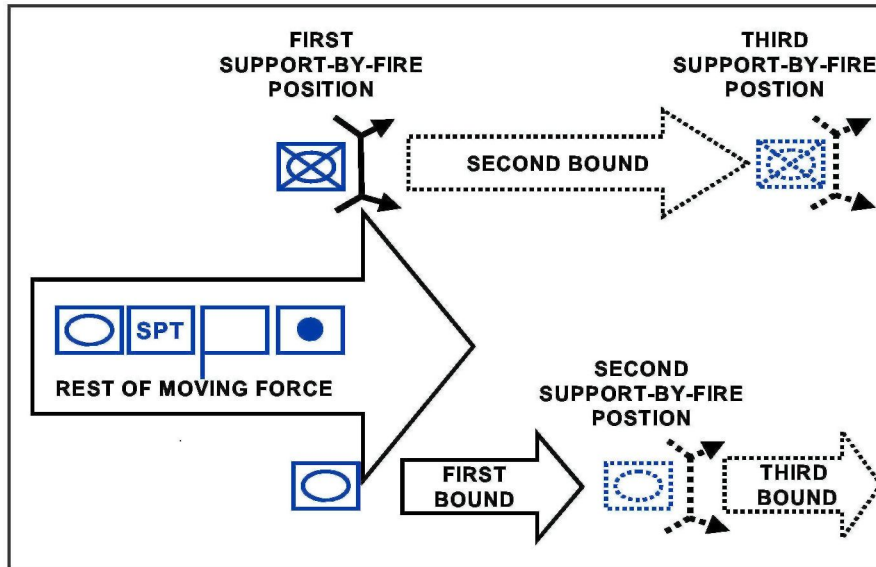 FIRST
SUPPORT-BY-FIRE
POSITION
THIRD
SUPPORT-BY-FIRE
POSTION
SECOND BOUND
SPT
REST OF MOVING FORCE
SECOND
SUPPORT-BY-FIRE
POSTION
FIRST
BOUND
THIRD
BOUND